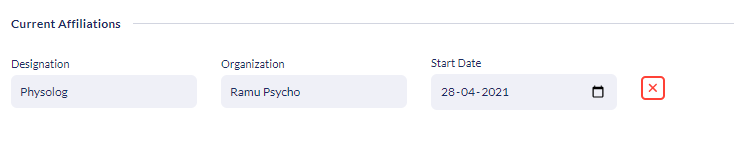 Current Affiliations
Designation Organization Start Date
Physolog Ramu Psycho 28-04-2021